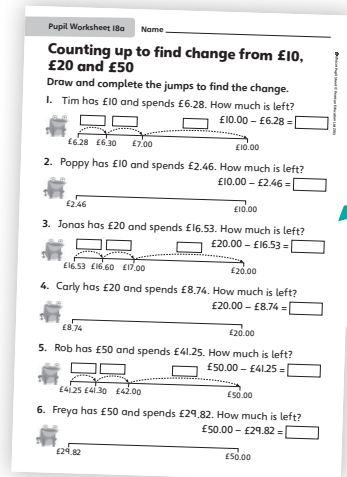 Pupil Worksheet 18a
Name
Counting up to find change from £10,
£20 and £50
Draw and complete the jumps to find the change.
1. Tim has £10 and spends £6.28. How much is left?
£10.00 – £6.28 =
£6.28 £6.30 £7.00 £10.00
2. Poppy has £10 and spends £2.46. How much is left?
£10.00 – £2.46 =
£2.46 £10.00
3. Jonas has £20 and spends £16.53. How much is left?
£20.00 – £16.53 =
£16.53 £16.60 £17.00 £20.00
4. Carly has £20 and spends £8.74. How much is left?
£20.00 – £8.74 =
£8.74 £20.00
5. Rob has £50 and spends £41.25. How much is left?
£50.00 – £41.25 =
£41.25 £41.30 £42.00 £50.00
6. Freya has £50 and spends £29.82. How much is left?
£50.00 – £29.82 =
£29.82 £50.00